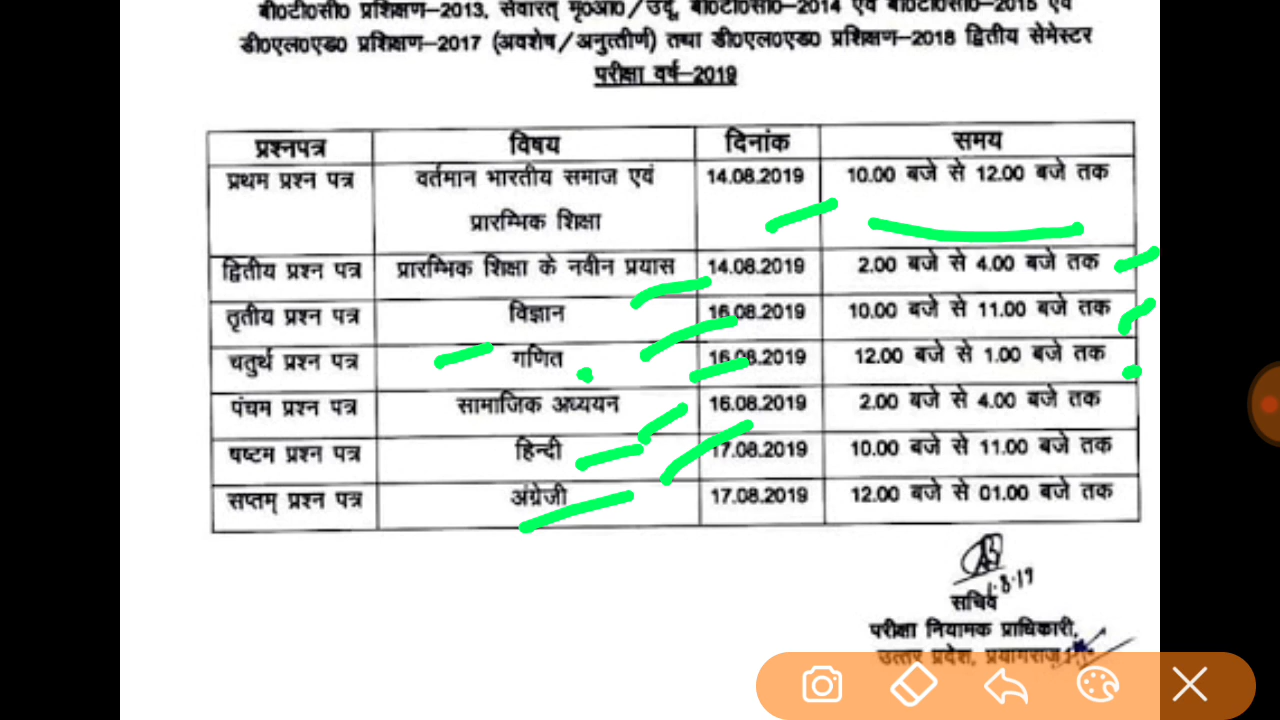 बी0टी0सी0 प्रशिक्षण–2013, सेवारत् मृ0आ0/उर्दू, बी0टी0सी0–2014 एवं बी0टी0सी0–2015 एवं
डी0एल0एड0 प्रशिक्षण–2017 (अवशेष/अनुत्तीर्ण) तथा डी0एल0एड0 प्रशिक्षण–2018 द्वितीय सेमेस्टर
परीक्षा वर्ष–2019
प्रश्नपत्र विषय दिनांक समय
प्रथम प्रश्न पत्र वर्तमान भारतीय समाज एवं प्रारम्भिक शिक्षा 14.08.2019 10.00 बजे से 12.00 बजे तक
द्वितीय प्रश्न पत्र प्रारम्भिक शिक्षा के नवीन प्रयास 14.08.2019 2.00 बजे से 4.00 बजे तक
तृतीय प्रश्न पत्र विज्ञान 16.08.2019 10.00 बजे से 11.00 बजे तक
चतुर्थ प्रश्न पत्र गणित 16.08.2019 12.00 बजे से 1.00 बजे तक
पंचम प्रश्न पत्र सामाजिक अध्ययन 16.08.2019 2.00 बजे से 4.00 बजे तक
षष्टम प्रश्न पत्र हिन्दी 17.08.2019 10.00 बजे से 11.00 बजे तक
सप्तम् प्रश्न पत्र अंग्रेजी 17.08.2019 12.00 बजे से 01.00 बजे तक
1.8.19
सचिव
परीक्षा नियामक प्राधिकारी,
उत्तर प्रदेश, प्रयागराज